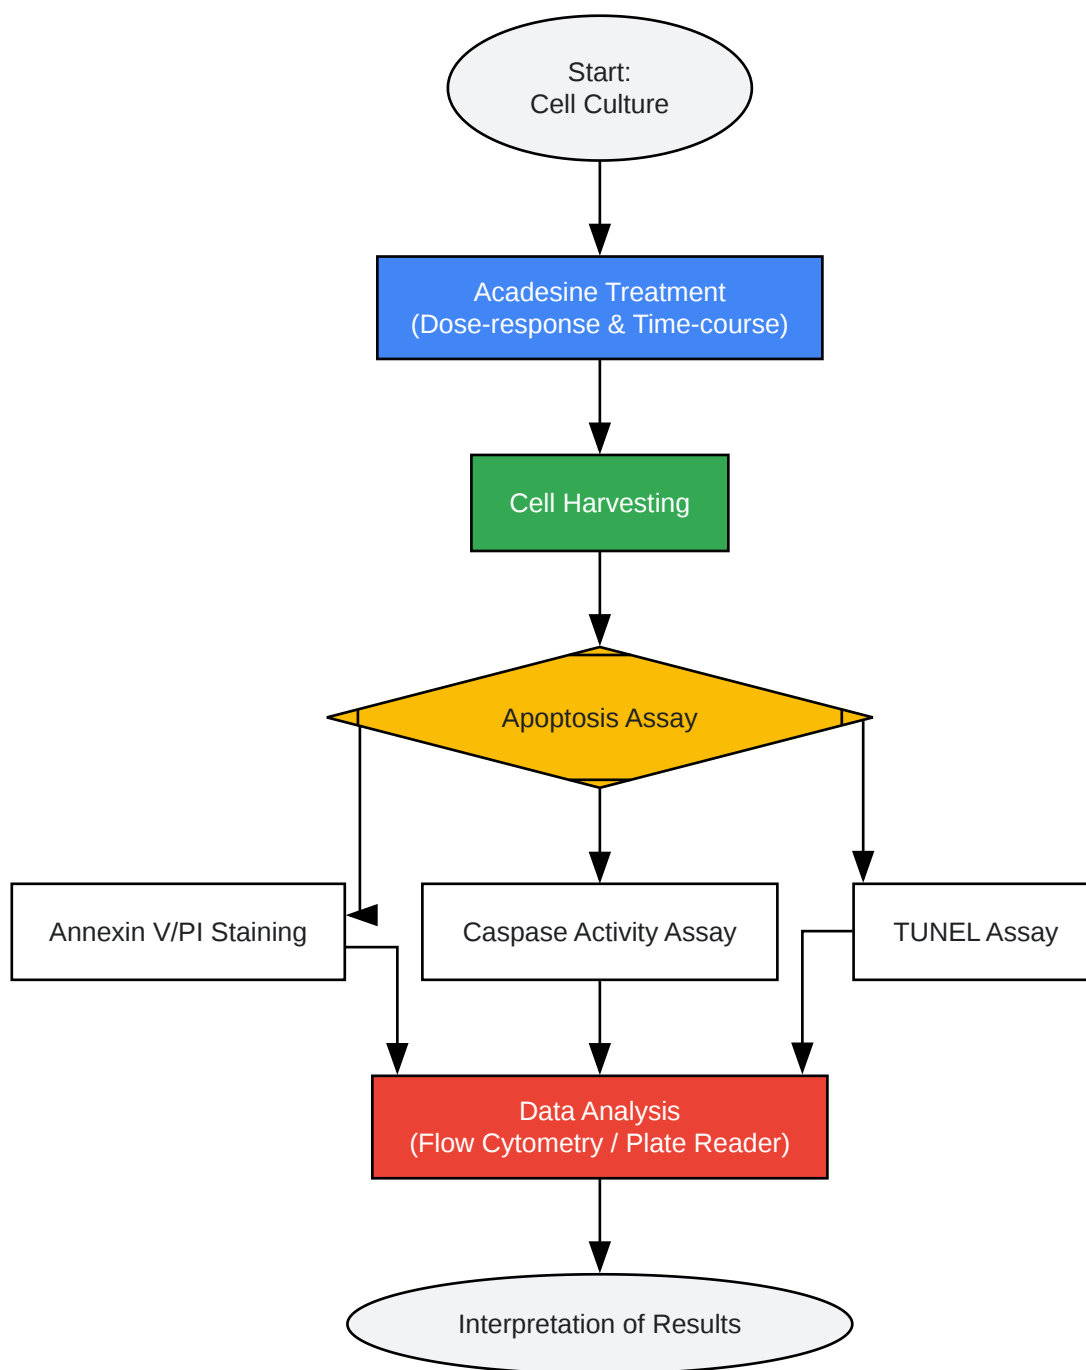 Start:
Cell Culture
Acadesine Treatment
(Dose-response & Time-course)
Cell Harvesting
Apoptosis Assay
Annexin V/PI Staining
Caspase Activity Assay
TUNEL Assay
Data Analysis
(Flow Cytometry / Plate Reader)
Interpretation of Results